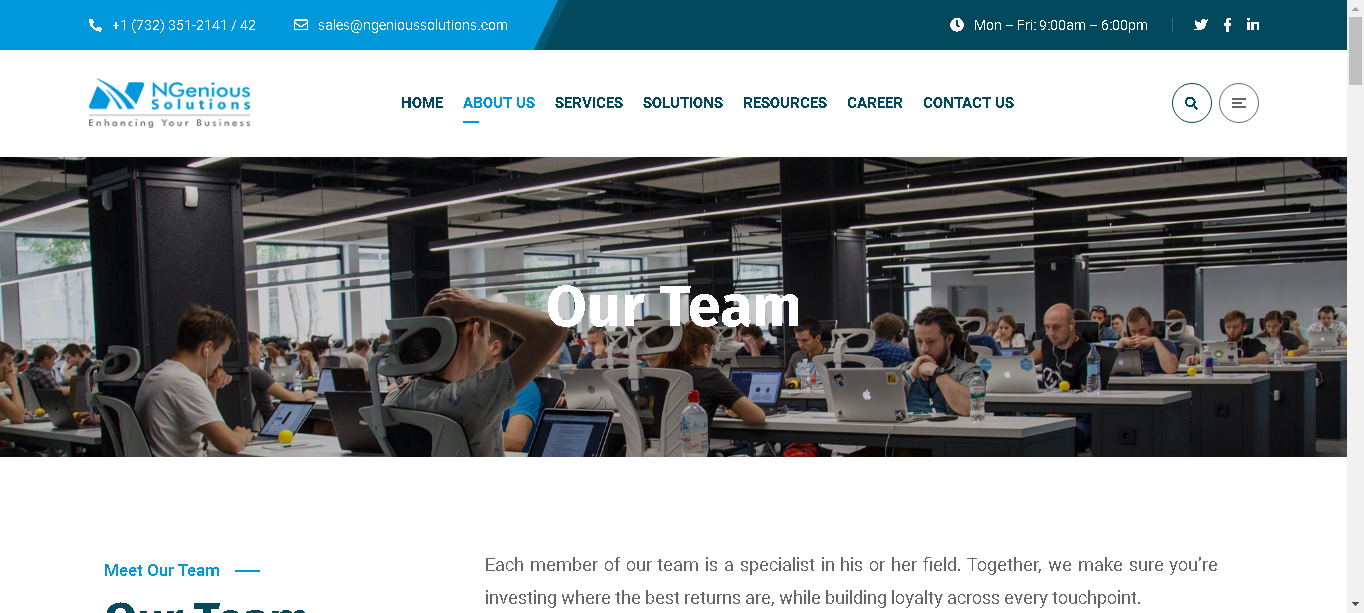 +1 (732) 351-2141 / 42
sales@ngenioussolutions.com
Mon – Fri: 9:00am – 6:00pm
NGenious
Solutions
Enhancing Your Business
HOME
ABOUT US
SERVICES
SOLUTIONS
RESOURCES
CAREER
CONTACT US
Our Team
Meet Our Team
Our Team
Each member of our team is a specialist in his or her field. Together, we make sure you’re
investing where the best returns are, while building loyalty across every touchpoint.